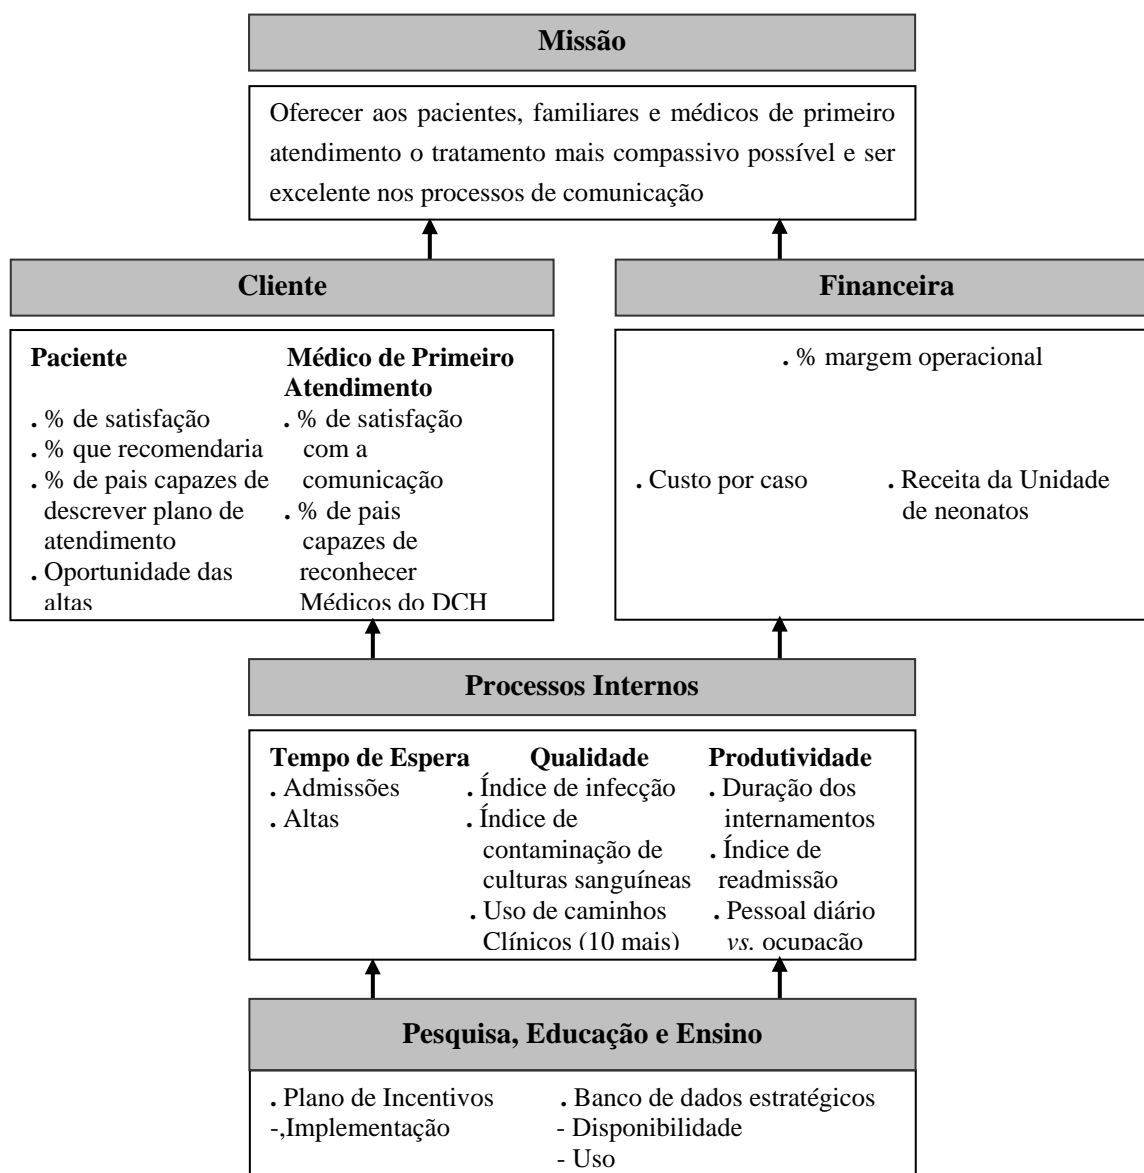 Missão
Oferecer aos pacientes, familiares e médicos de primeiro
atendimento o tratamento mais compassivo possível e ser
excelente nos processos de comunicação
Cliente
Paciente
. % de satisfação
. % que recomendaria
. % de pais capazes de
descrever plano de
atendimento
. Oportunidade das
altas
Médico de Primeiro
Atendimento
. % de satisfação
com a
comunicação
. % de pais
capazes de
reconhecer
Médicos do DCH
Financeira
. % margem operacional
. Custo por caso
. Receita da Unidade
de neonatos
Processos Internos
Tempo de Espera
. Admissões
. Altas
Qualidade
. Índice de infecção
. Índice de
contaminação de
culturas sanguíneas
. Uso de caminhos
Clínicos (10 mais)
Produtividade
. Duração dos
internamentos
. Índice de
readmissão
. Pessoal diário
vs. ocupação
Pesquisa, Educação e Ensino
. Plano de Incentivos
-,Implementação
. Banco de dados estratégicos
- Disponibilidade
- Uso